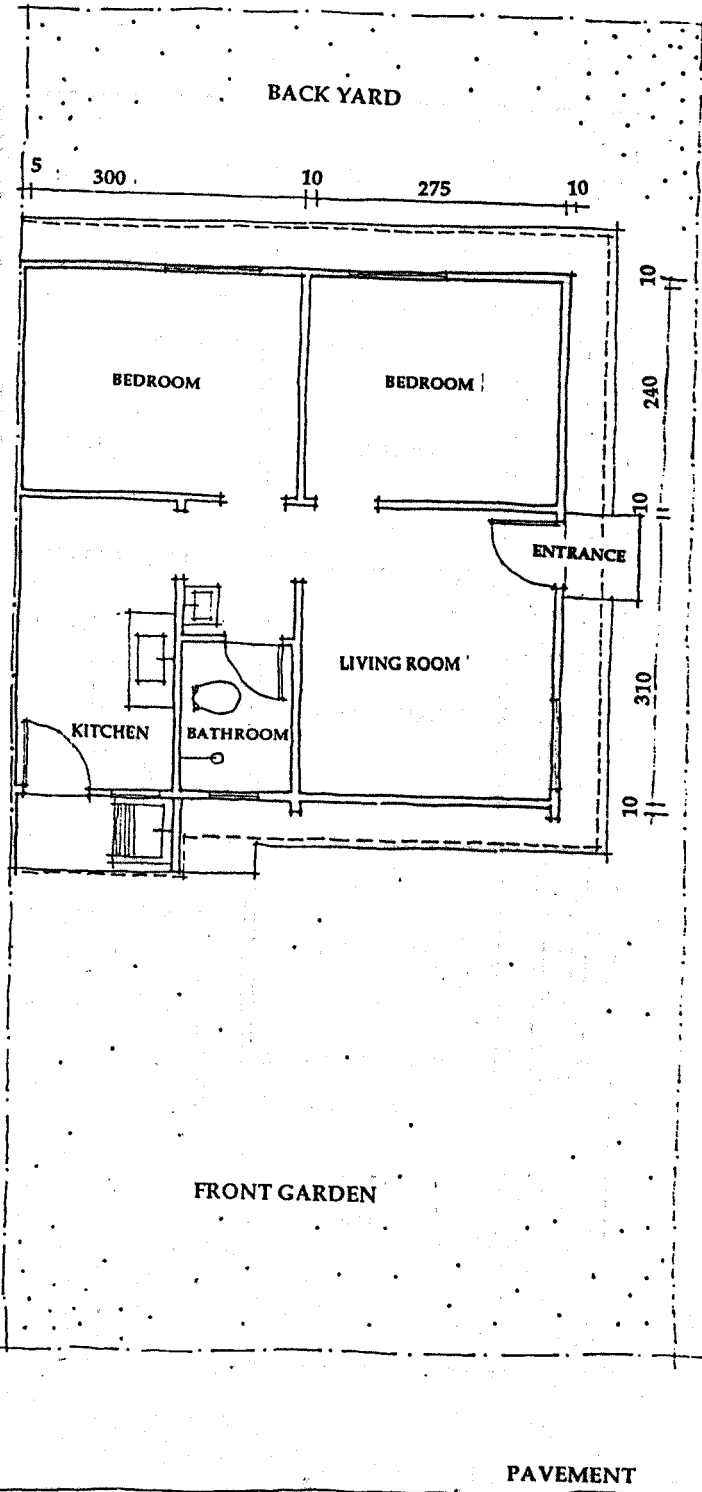 BACK YARD
5 300 10 275 10
10
240
10
310
10
BEDROOM
BEDROOM
ENTRANCE
LIVING ROOM
KITCHEN
BATHROOM
FRONT GARDEN
PAVEMENT